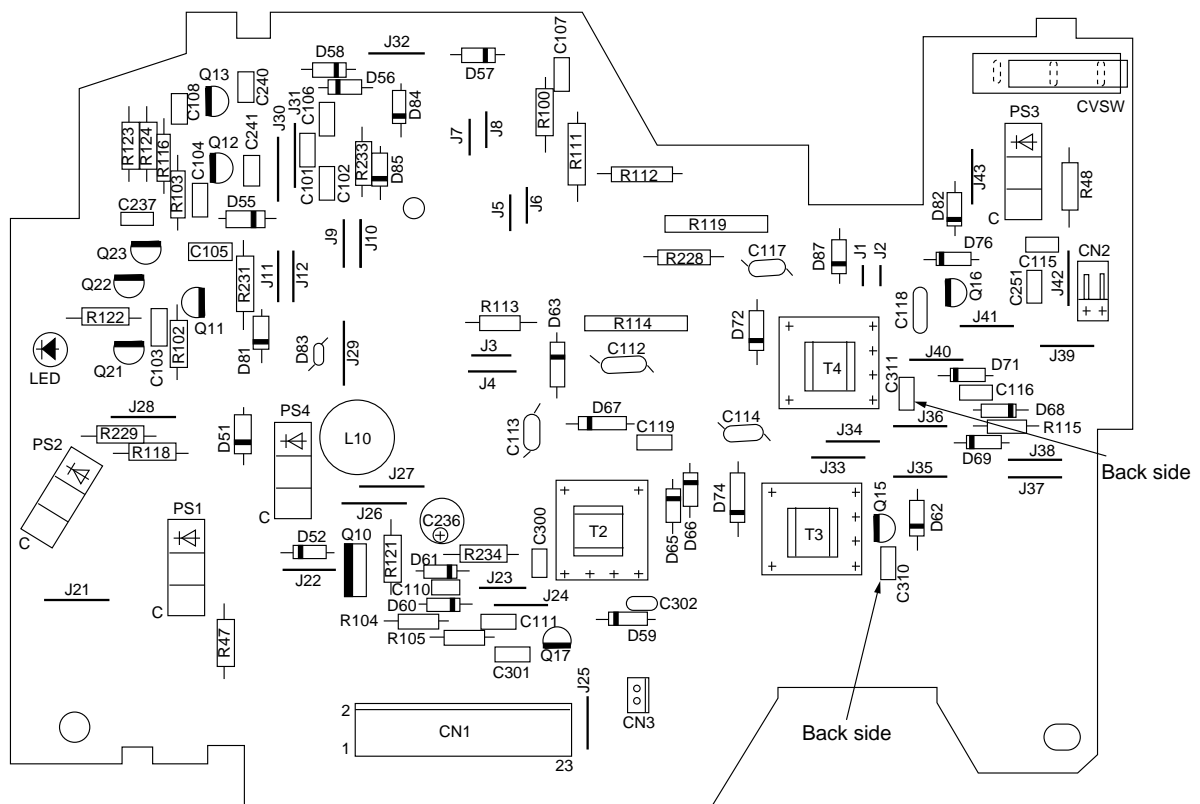 J32
C107
D58
D57
D56
Q13
C240
C108
J31
C106
J30
D84
CVSW
PS3
R123
R124
R116
Q12
C241
C104
C101
C102
R233
D85
J7
J8
R100
R111
R112
J43
R48
R103
D82
C
C237
D55
J5
J6
J9
J10
R119
Q23
C105
R228
C117
D87
J1
J2
D76
C115
CN2
Q22
R231
J11
J12
C251
J42
Q16
C118
R122
C103
R102
Q11
D81
D83
J29
R113
D63
R114
D72
J41
LED
Q21
J3
C112
T4
J40
J39
C311
D71
J4
C116
J28
PS4
D68
PS2
R229
D51
L10
C113
D67
C119
C114
J36
R115
R118
J34
D69
J38
Back side
J33
J35
J37
J27
C
PS1
C
J26
C236
C300
D65
D66
D74
Q15
D62
T2
T3
D52
Q10
R121
R234
D61
J22
C110
J23
C310
J21
C
D60
J24
C302
R104
C111
D59
R47
R105
Q17
C301
J25
2
CN1
CN3
Back side
1
23